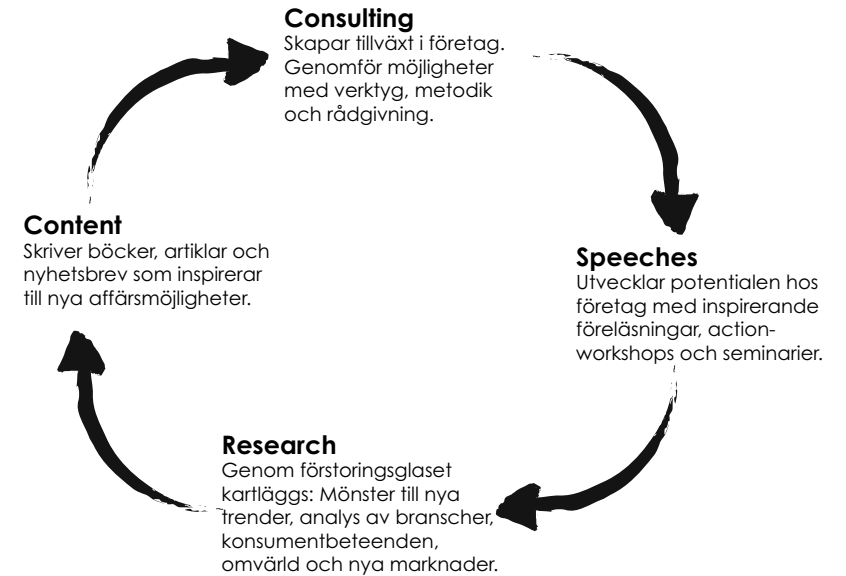 Consulting
Skapar tillväxt i företag.
Genomför möjligheter
med verktyg, metodik
och rådgivning.
Content
Skriver böcker, artiklar och
nyhetsbrev som inspirerar
till nya affärsmöjligheter.
Speeches
Utvecklar potentialen hos
företag med inspirerande
föreläsningar, action-
workshops och seminarier.
Research
Genom förstoringsglaset
kartläggs: Mönster till nya
trender, analys av branscher,
konsumentbeteenden,
omvärld och nya marknader.